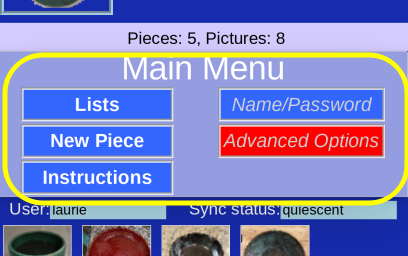 Pieces: 5, Pictures: 8
Main Menu
Lists
Name/Password
New Piece
Advanced Options
Instructions
User: laurie Sync status: quiescent